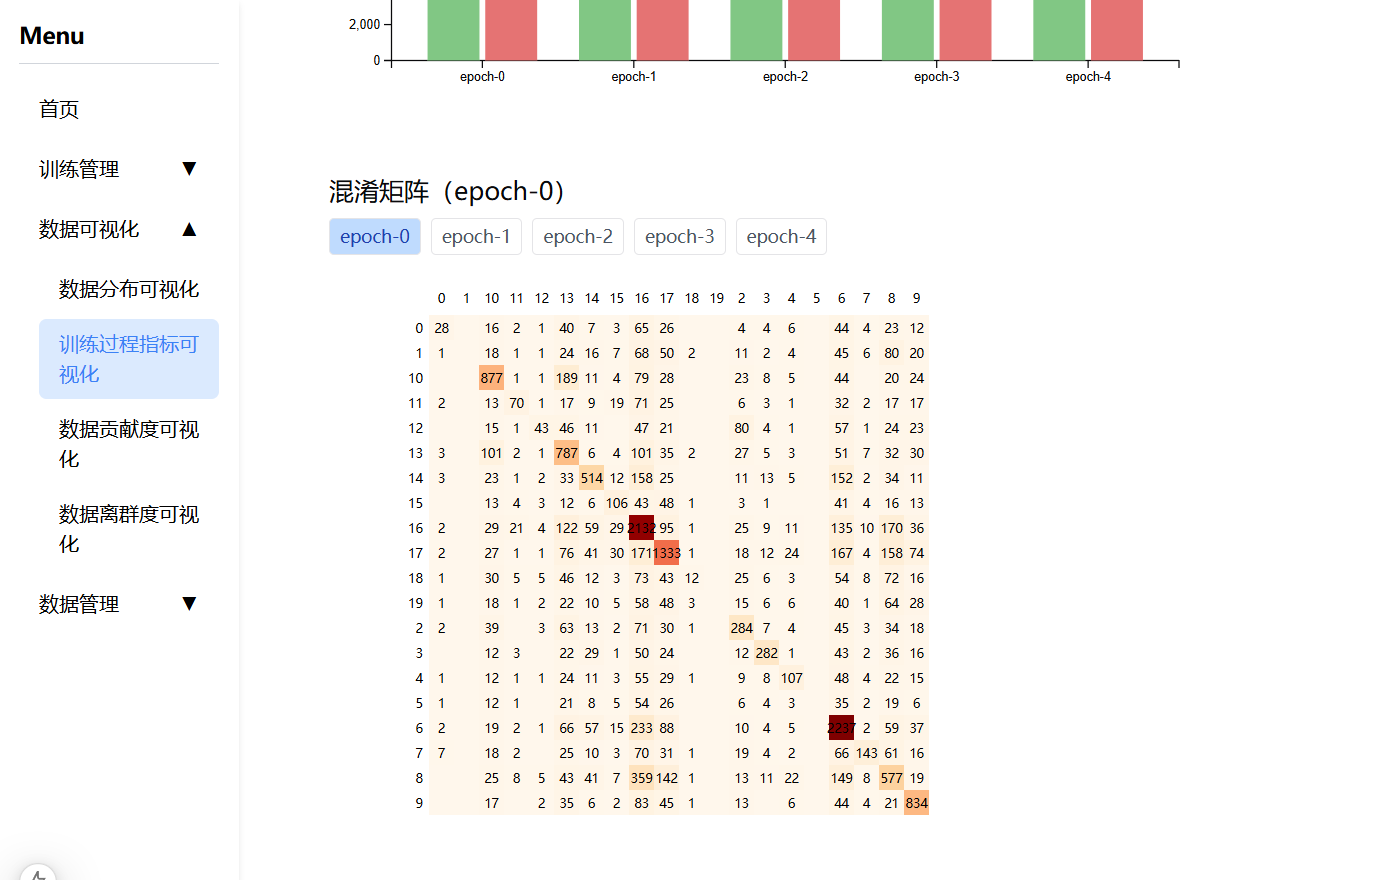 Menu
首页
训练管理 ▼
数据可视化 ▲
数据分布可视化
训练过程指标可
视化
数据贡献度可视
化
数据离群度可视
化
数据管理 ▼
2,000
0
epoch-0 epoch-1 epoch-2 epoch-3 epoch-4
混淆矩阵（epoch-0）
epoch-0 epoch-1 epoch-2 epoch-3 epoch-4
0 1 10 11 12 13 14 15 16 17 18 19 2 3 4 5 6 7 8 9
0 28 16 2 1 40 7 3 65 26 4 4 6 44 4 23 12
1 1 18 1 1 24 16 7 68 50 2 11 2 4 45 6 80 20
10 877 1 1 189 11 4 79 28 23 8 5 44 20 24
11 2 13 70 1 17 9 19 71 25 6 3 1 32 2 17 17
12 15 1 43 46 11 47 21 80 4 1 57 1 24 23
13 3 101 2 1 787 6 4 101 35 2 27 5 3 51 7 32 30
14 3 23 1 2 33 514 12 158 25 11 13 5 152 2 34 11
15 13 4 3 12 6 106 43 48 1 3 1 41 4 16 13
16 2 29 21 4 122 59 29 2132 95 1 25 9 11 135 10 170 36
17 2 27 1 1 76 41 30 171 1333 1 18 12 24 167 4 158 74
18 1 30 5 5 46 12 3 73 43 12 25 6 3 54 8 72 16
19 1 18 1 2 22 10 5 58 48 3 15 6 6 40 1 64 28
2 2 39 3 63 13 2 71 30 1 284 7 4 45 3 34 18
3 12 3 22 29 1 50 24 12 282 1 43 2 36 16
4 1 12 1 1 24 11 3 55 29 1 9 8 107 48 4 22 15
5 1 12 1 21 8 5 54 26 6 4 3 35 2 19 6
6 2 19 2 1 66 57 15 233 88 10 4 5 2237 2 59 37
7 7 18 2 25 10 3 70 31 1 19 4 2 66 143 61 16
8 25 8 5 43 41 7 359 142 1 13 11 22 149 8 577 19
9 17 2 35 6 2 83 45 1 13 6 44 4 21 834